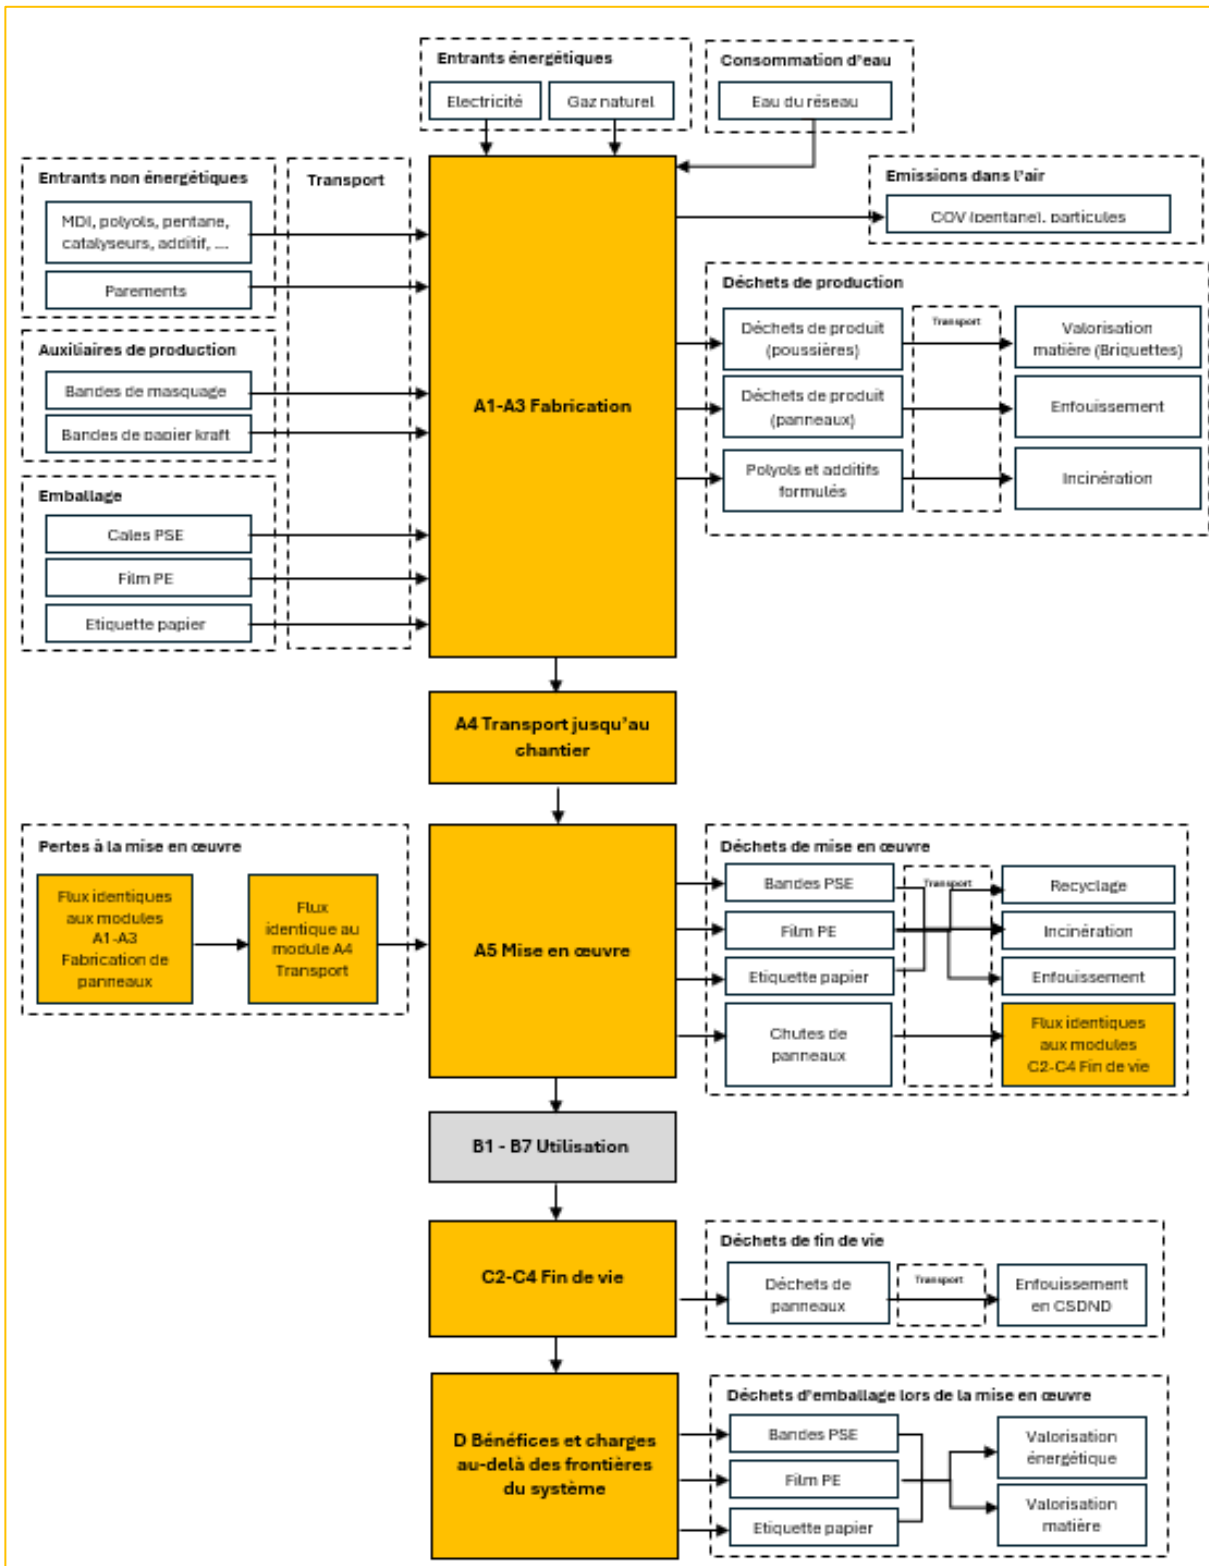 Entrants énergétiques
Electricité
Gaz naturel
Consommation d'eau
Eau du réseau
Entrants non énergétiques
MDI, polyols, pentane,
catalyseurs, additif, ...
Parements
Transport
Auxiliaires de production
Bandes de masquage
Bandes de papier kraft
Emballage
Cales PSE
Film PE
Etiquette papier
A1-A3 Fabrication
Emissions dans l'air
COV (pentane), particules
Déchets de production
Déchets de produit
(poussières)
Transport
Valorisation
matière (Briquettes)
Déchets de produit
(panneaux)
Enfouissement
Polyols et additifs
formulés
Incinération
A4 Transport jusqu'au
chantier
Pertes à la mise en œuvre
Flux identiques
aux modules
A1-A3
Fabrication de
panneaux
Flux
identique au
module A4
Transport
A5 Mise en œuvre
Déchets de mise en œuvre
Bandes PSE
Transport
Recyclage
Film PE
Incinération
Etiquette papier
Enfouissement
Chutes de
panneaux
Flux identiques
aux modules
C2-C4 Fin de vie
B1 - B7 Utilisation
C2-C4 Fin de vie
Déchets de fin de vie
Déchets de
panneaux
Transport
Enfouissement
en CSDND
D Bénéfices et charges
au-delà des frontières
du système
Déchets d'emballage lors de la mise en œuvre
Bandes PSE
Film PE
Etiquette papier
Valorisation
énergétique
Valorisation
matière